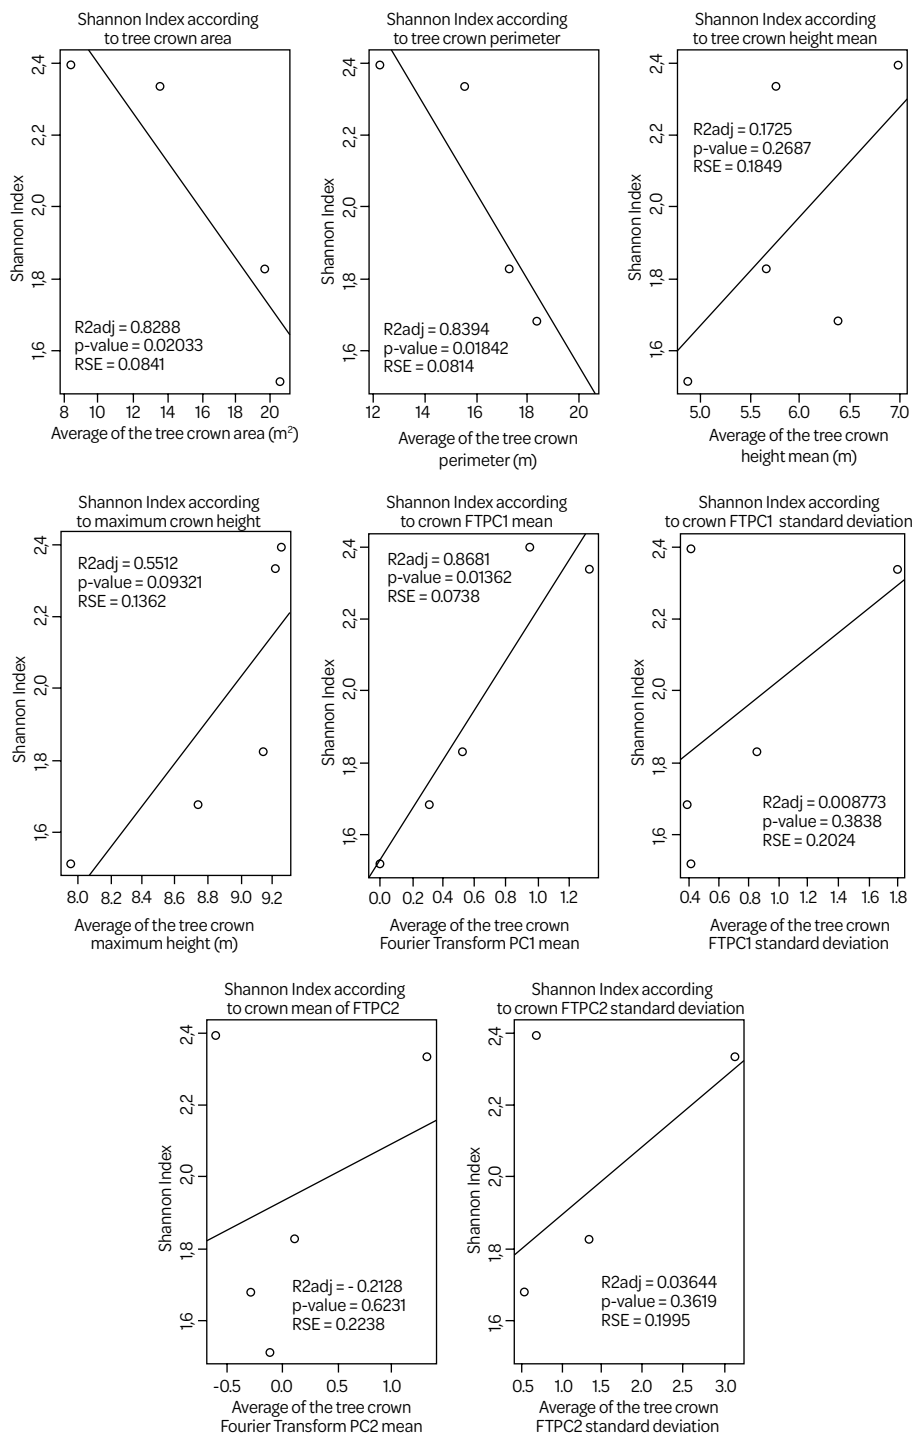 Shannon Index according
to tree crown area
Shannon Index
2,4
2,2
2,0
1,8
1,6
R2adj = 0.8288
p-value = 0.02033
RSE = 0.0841
8 10 12 14 16 18 20
Average of the tree crown area (m²)
Shannon Index according
to tree crown perimeter
Shannon Index
2,4
2,2
2,0
1,8
1,6
R2adj = 0.8394
p-value = 0.01842
RSE = 0.0814
12 14 16 18 20
Average of the tree crown
perimeter (m)
Shannon Index according
to tree crown height mean
Shannon Index
2,4
2,2
2,0
1,8
1,6
R2adj = 0.1725
p-value = 0.2687
RSE = 0.1849
5.0 5.5 6.0 6.5 7.0
Average of the tree crown
height mean (m)
Shannon Index according
to maximum crown height
Shannon Index
2,4
2,2
2,0
1,8
1,6
R2adj = 0.5512
p-value = 0.09321
RSE = 0.1362
8.0 8.2 8.4 8.6 8.8 9.0 9.2
Average of the tree crown
maximum height (m)
Shannon Index according
to crown FTPC1 mean
Shannon Index
2,4
2,2
2,0
1,8
1,6
R2adj = 0.8681
p-value = 0.01362
RSE = 0.0738
0.0 0.2 0.4 0.6 0.8 1.0 1.2
Average of the tree crown
Fourier Transform PC1 mean
Shannon Index according
to crown FTPC1 standard deviation
Shannon Index
2,4
2,2
2,0
1,8
1,6
R2adj = 0.008773
p-value = 0.3838
RSE = 0.2024
0.4 0.6 0.8 1.0 1.2 1.4 1.6 1.8
Average of the tree crown
FTPC1 standard deviation
Shannon Index according
to crown mean of FTPC2
Shannon Index
2,4
2,2
2,0
1,8
1,6
R2adj = - 0.2128
p-value = 0.6231
RSE = 0.2238
-0.5 0.0 0.5 1.0
Average of the tree crown
Fourier Transform PC2 mean
Shannon Index according
to crown FTPC2 standard deviation
Shannon Index
2,4
2,2
2,0
1,8
1,6
R2adj = 0.03644
p-value = 0.3619
RSE = 0.1995
0.5 1.0 1.5 2.0 2.5 3.0
Average of the tree crown
FTPC2 standard deviation